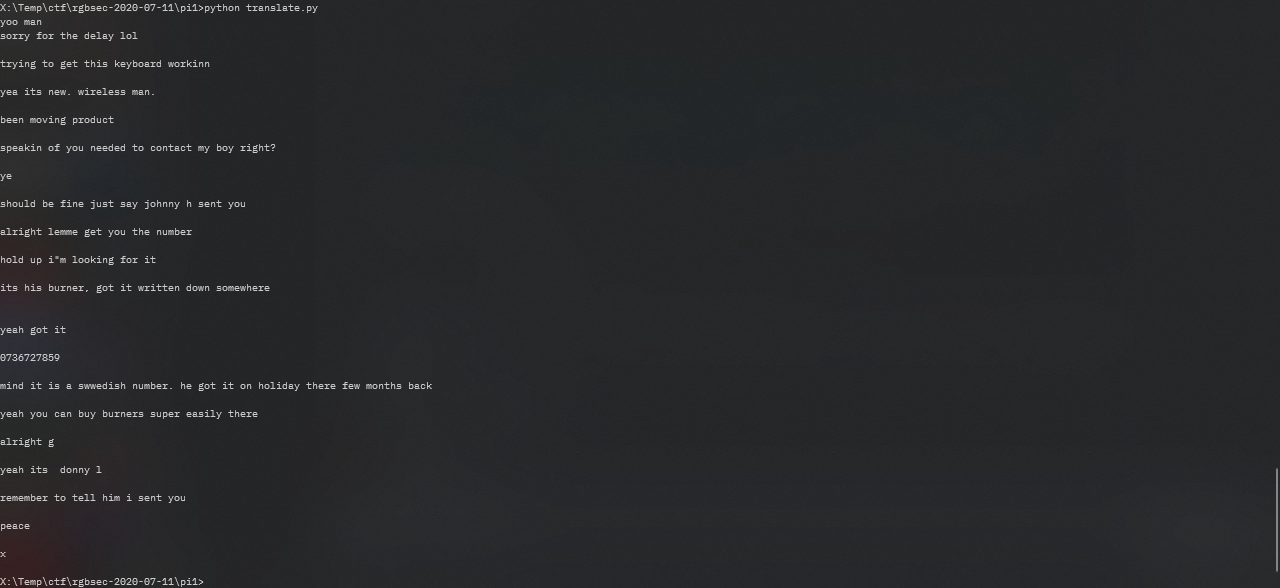 X:\Temp\ctf\rgbsec-2020-07-11\pi1>python translate.py
yoo man
sorry for the delay lol
trying to get this keyboard workinn
yea its new. wireless man.
been moving product
speakin of you needed to contact my boy right?
ye
should be fine just say johnny h sent you
alright lemme get you the number
hold up i"m looking for it
its his burner, got it written down somewhere
yeah got it
0736727859
mind it is a swwedish number. he got it on holiday there few months back
yeah you can buy burners super easily there
alright g
yeah its  donny l
remember to tell him i sent you
peace
x
X:\Temp\ctf\rgbsec-2020-07-11\pi1>